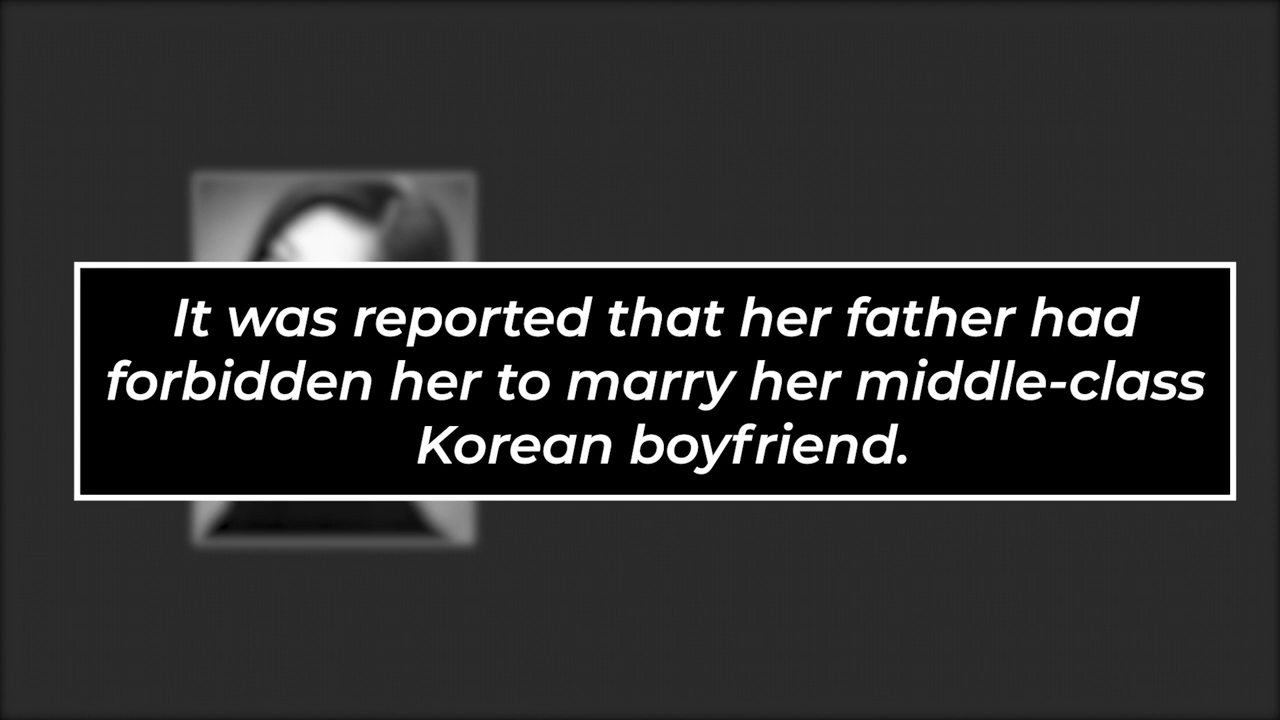 It was reported that her father had
forbidden her to marry her middle-class
Korean boyfriend.